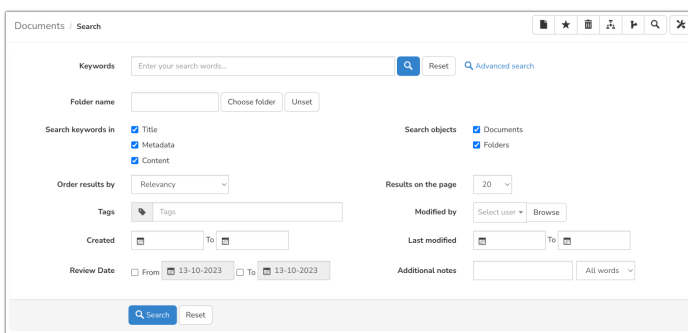 Documents / Search
Keywords Enter your search words... Reset Advanced search
Folder name Choose folder Unset
Search keywords in Title Search objects Documents
Metadata Folders
Content
Order results by Relevancy Results on the page 20
Tags Tags Modified by Select user Browse
Created To Last modified To
Review Date From 13-10-2023 To 13-10-2023 Additional notes All words
Search Reset